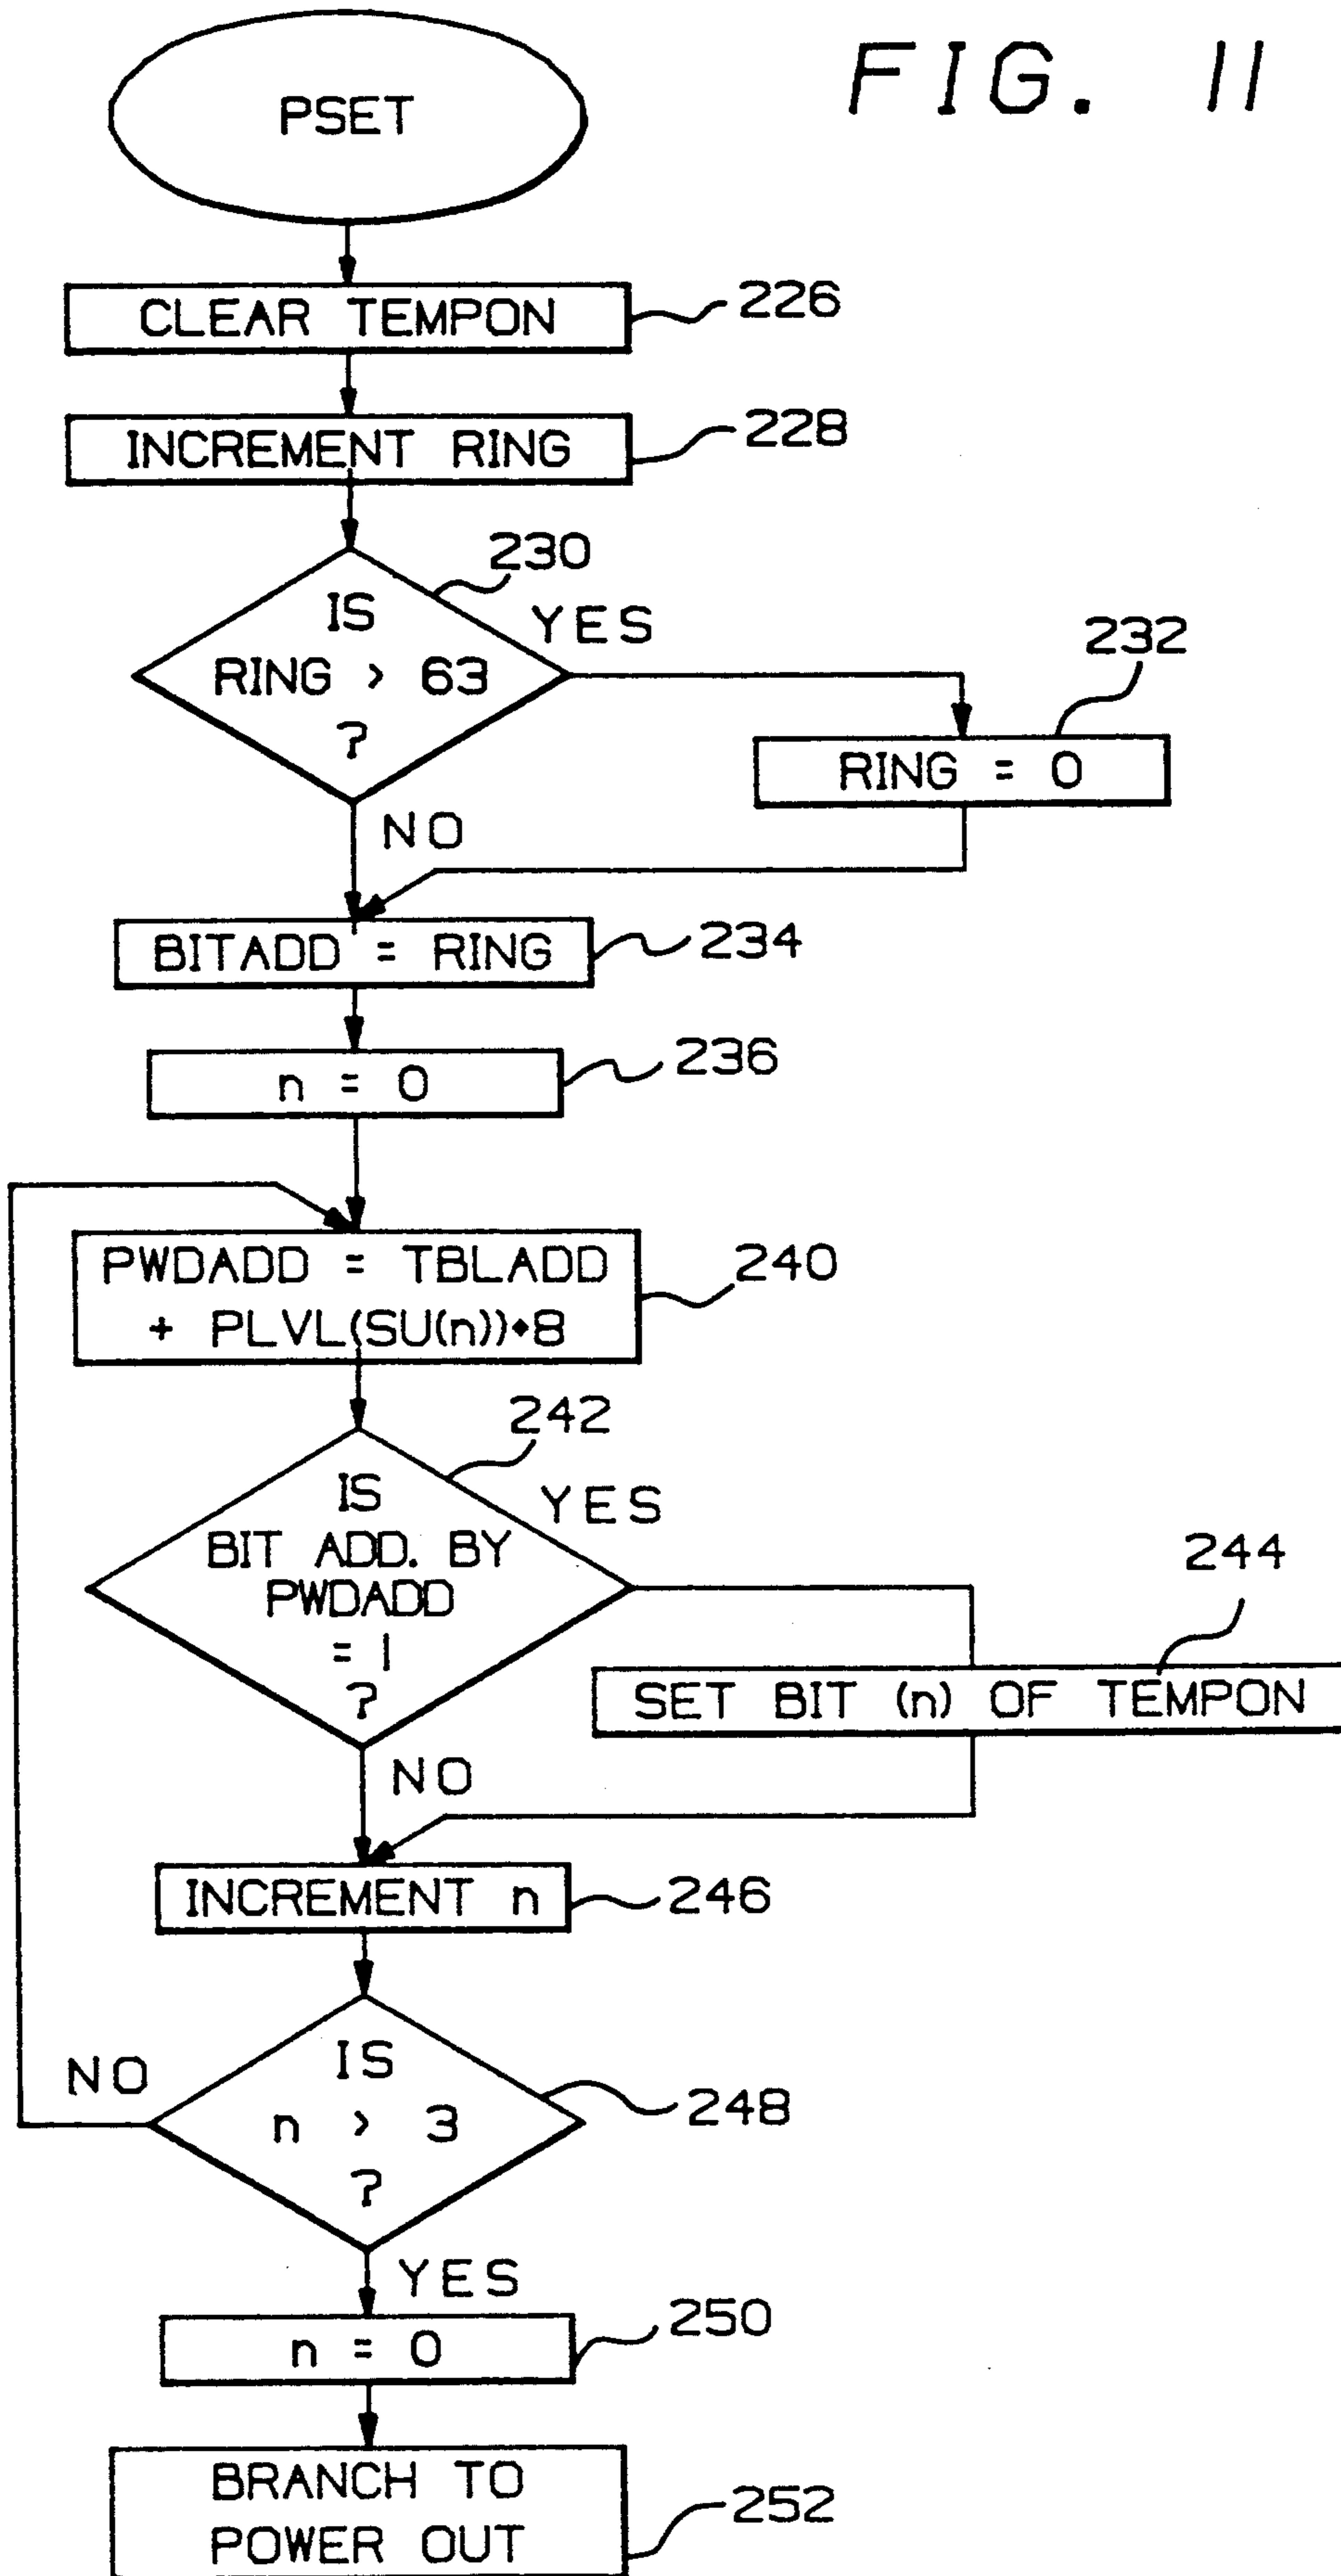 FIG. 11
PSET
CLEAR TEMPON
226
INCREMENT RING
228
230
IS
RING > 63
?
YES
232
RING = 0
NO
BITADD = RING
234
n = 0
236
PWDADD = TBLADD
+ PLVL(SU(n))•8
240
242
IS
BIT ADD. BY
PWDADD
= 1
?
YES
244
SET BIT (n) OF TEMPON
NO
INCREMENT n
246
IS
n > 3
?
NO
248
YES
n = 0
250
BRANCH TO
POWER OUT
252